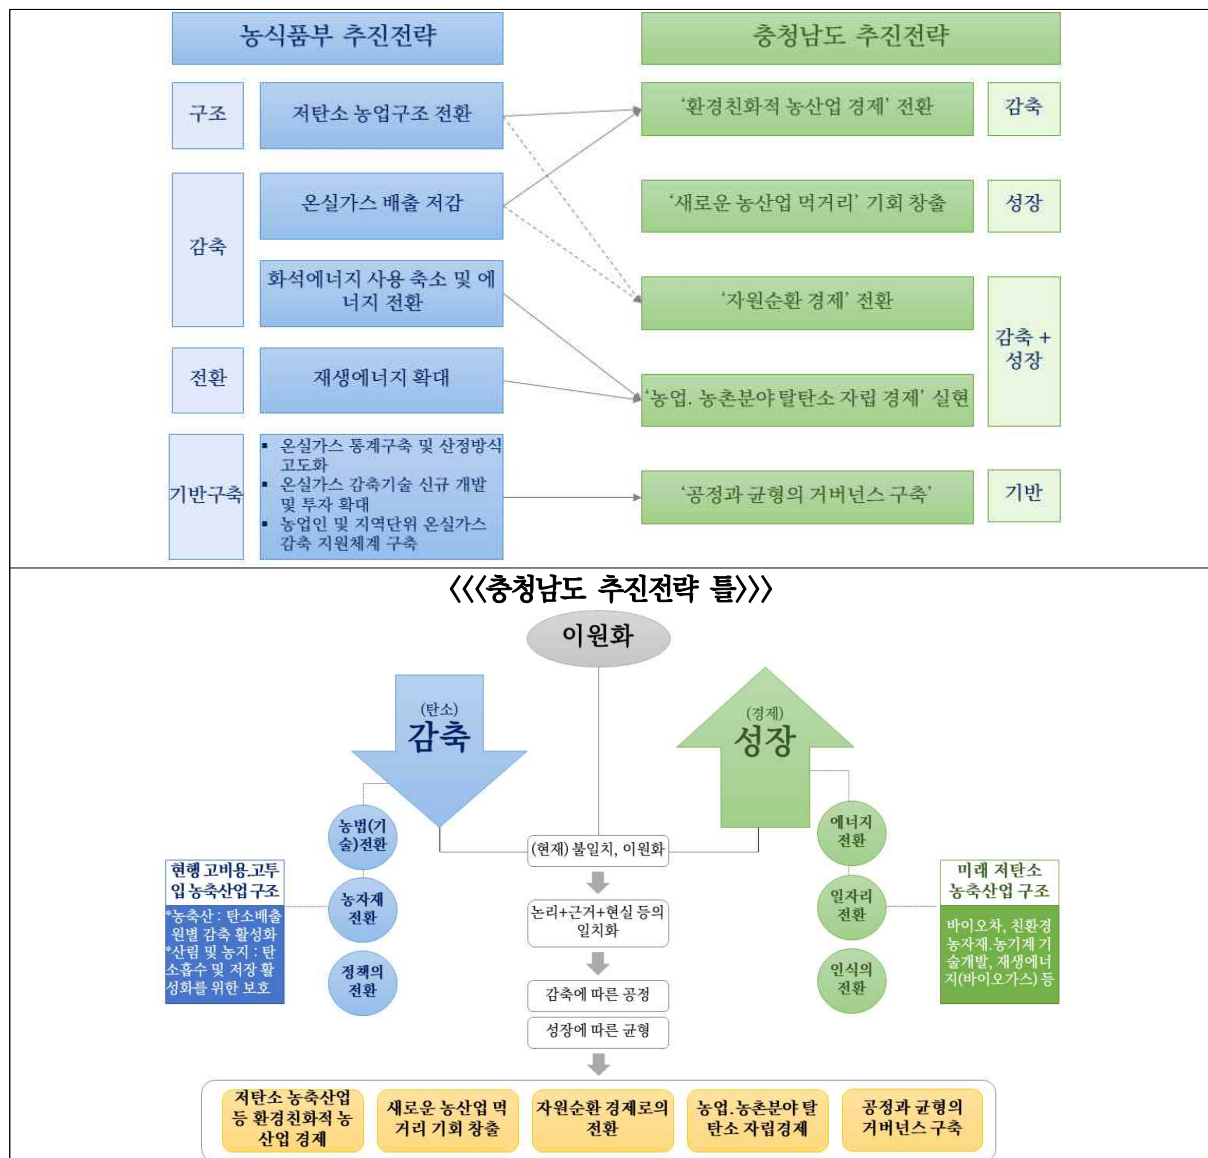 농식품부 추진전략
충청남도 추진전략
구조
저탄소 농업구조 전환
‘환경친화적 농산업 경제’ 전환
감축
온실가스 배출 저감
‘새로운 농산업 먹거리’ 기회 창출
성장
감축
화석에너지 사용 축소 및 에
너지 전환
‘자원순환 경제’ 전환
감축 +
성장
전환
재생에너지 확대
‘농업. 농촌분야 탈탄소 자립 경제’ 실현
기반구축
▪ 온실가스 통계구축 및 산정방식
고도화
▪ 온실가스 감축기술 신규 개발
및 투자 확대
▪ 농업인 및 지역단위 온실가스
감축 지원체계 구축
‘공정과 균형의 거버넌스 구축’
기반
<<<충청남도 추진전략 틀>>>
이원화
(탄소)
감축
(경제)
성장
농법(기
술)전환
농자재
전환
정책의
전환
현행 고비용.고투
입 농축산업 구조
*농축산 : 탄소배출
원별 감축 활성화
*산림 및 농지 : 탄
소흡수 및 저장 활
성화를 위한 보호
(현재) 불일치, 이원화
논리+근거+현실 등의
일치화
감축에 따른 공정
성장에 따른 균형
에너지
전환
일자리
전환
인식의
전환
미래 저탄소
농축산업 구조
바이오차, 친환경
농자재.농기계 기
술개발, 재생에너
지(바이오가스) 등
저탄소 농축산업
등 환경친화적 농
산업 경제
새로운 농산업 먹
거리 기회 창출
자원순환 경제로의
전환
농업.농촌분야 탈
탄소 자립경제
공정과 균형의
거버넌스 구축